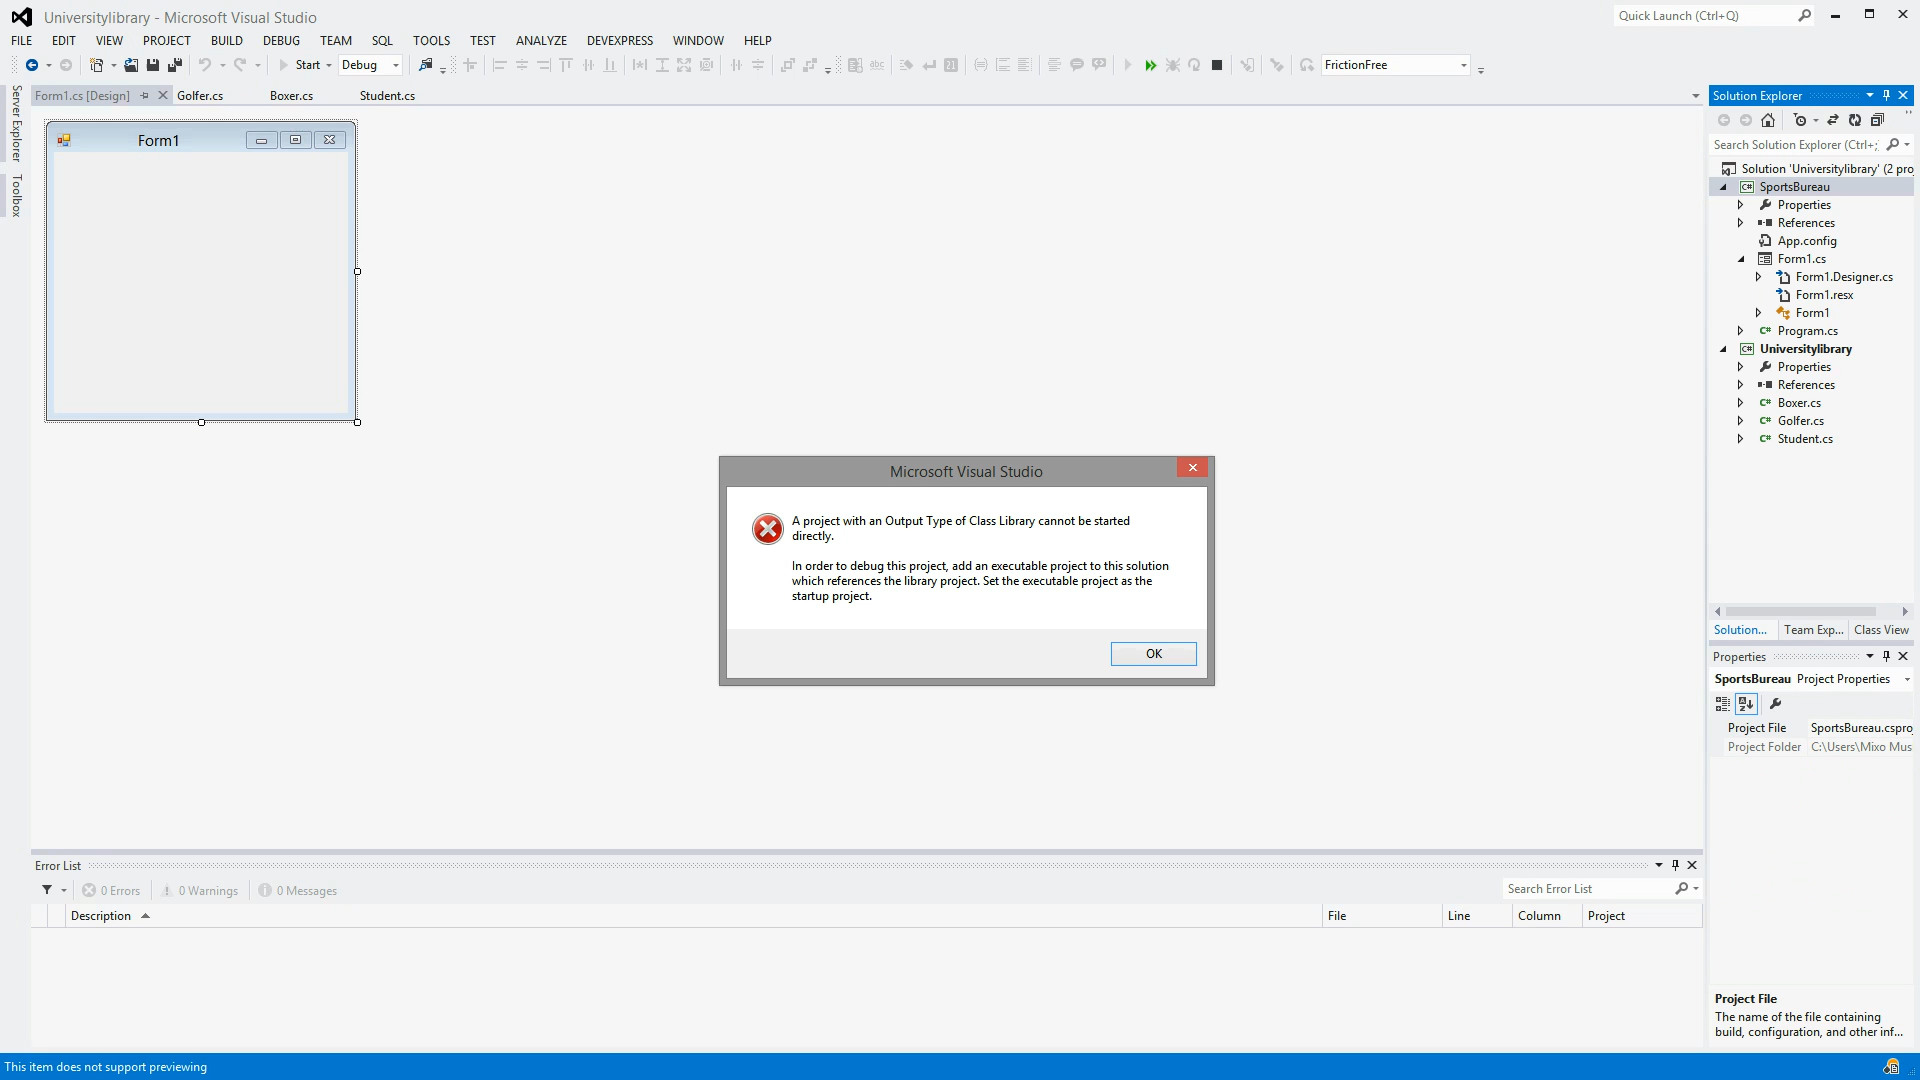 Universitylibrary - Microsoft Visual Studio
Quick Launch (Ctrl+Q)
FILE EDIT VIEW PROJECT BUILD DEBUG TEAM SQL TOOLS TEST ANALYZE DEVEXPRESS WINDOW HELP
Start Debug FrictionFree
Form1.cs [Design] Golfer.cs Boxer.cs Student.cs
Server Explorer
Toolbox
Form1
Solution Explorer
Search Solution Explorer (Ctrl+;
Solution 'Universitylibrary' (2 pro
SportsBureau
Properties
References
App.config
Form1.cs
Form1.Designer.cs
Form1.resx
Form1
Program.cs
Universitylibrary
Properties
References
Boxer.cs
Golfer.cs
Student.cs
Solution... Team Exp... Class View
Microsoft Visual Studio
A project with an Output Type of Class Library cannot be started
directly.
In order to debug this project, add an executable project to this solution
which references the library project. Set the executable project as the
startup project.
OK
Properties
SportsBureau Project Properties
Project File SportsBureau.cspro
Project Folder C:\Users\Mixo Mus
Project File
The name of the file containing
build, configuration, and other inf...
Error List
0 Errors 0 Warnings 0 Messages
Search Error List
Description File Line Column Project
This item does not support previewing